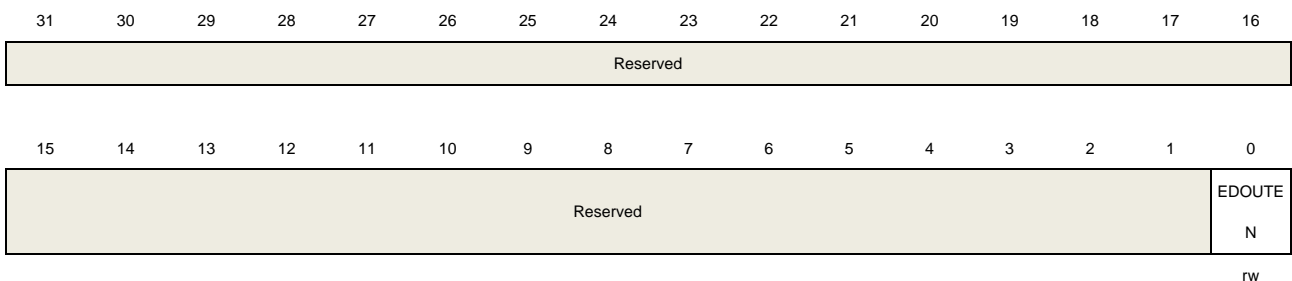 31 30 29 28 27 26 25 24 23 22 21 20 19 18 17 16
Reserved
15 14 13 12 11 10 9 8 7 6 5 4 3 2 1 0
Reserved
EDOUTE
N
rw